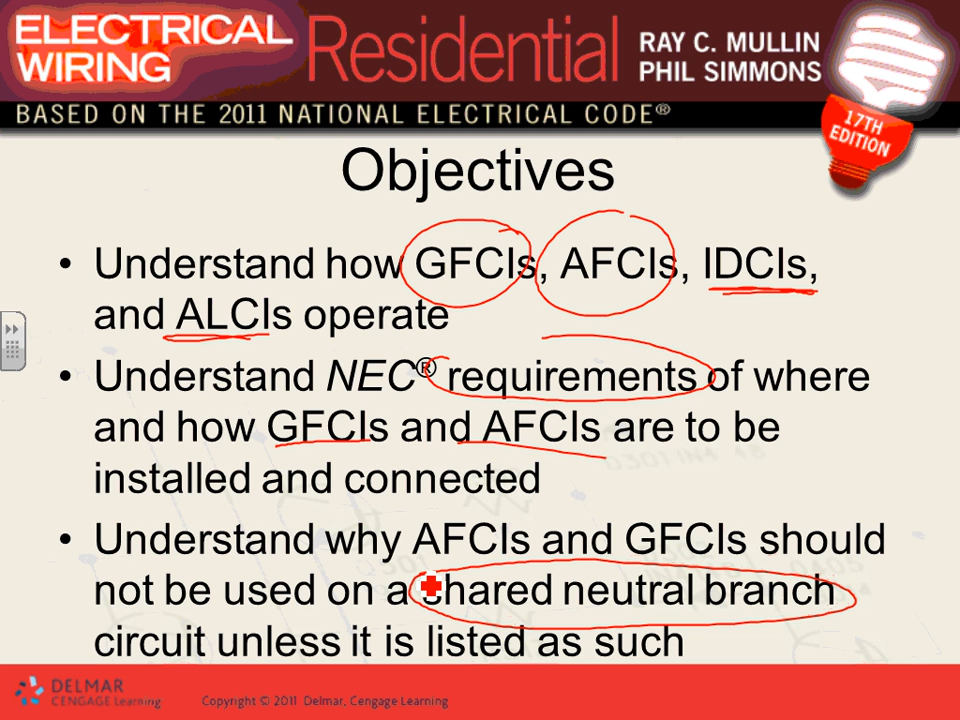 ELECTRICAL
WIRING
Residential
RAY C. MULLIN
PHIL SIMMONS
BASED ON THE 2011 NATIONAL ELECTRICAL CODE®
17TH
EDITION
Objectives
• Understand how GFCIs, AFCIs, IDCIs,
and ALCIs operate
• Understand NEC® requirements of where
and how GFCIs and AFCIs are to be
installed and connected
• Understand why AFCIs and GFCIs should
not be used on a shared neutral branch
circuit unless it is listed as such
DELMAR
CENGAGE Learning
Copyright © 2011 Delmar, Cengage Learning